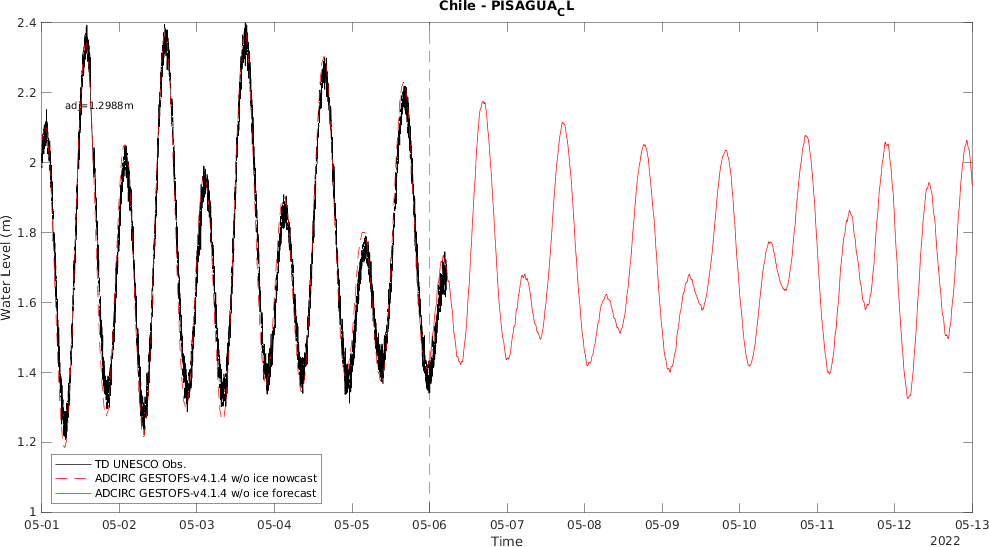 Chile - PISAGUA_CL
2.4
2.2
adj=1.2988m
2
1.8
Water Level (m)
1.6
1.4
1.2
TD UNESCO Obs.
ADCIRC GESTOFS-v4.1.4 w/o ice nowcast
ADCIRC GESTOFS-v4.1.4 w/o ice forecast
1
05-01 05-02 05-03 05-04 05-05 05-06 05-07 05-08 05-09 05-10 05-11 05-12 05-13
Time
2022